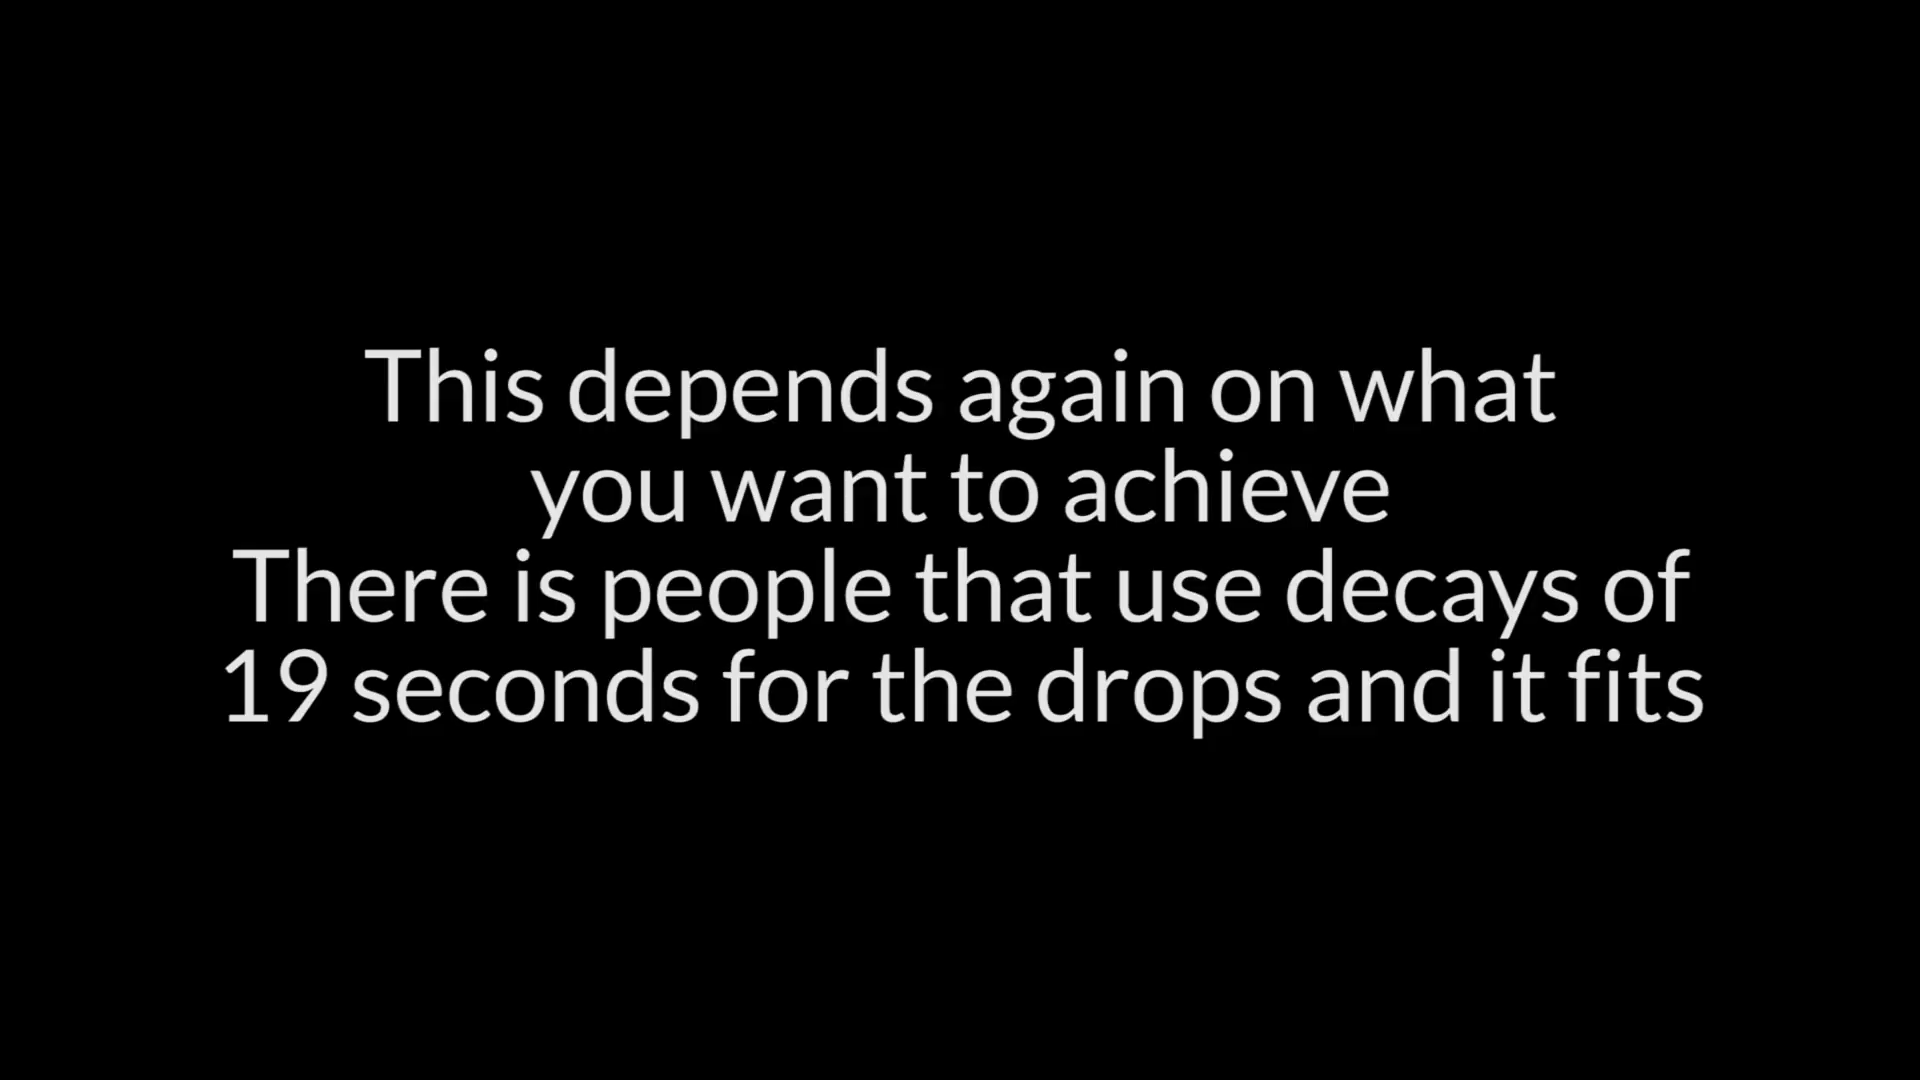 This depends again on what
you want to achieve
There is people that use decays of
19 seconds for the drops and it fits